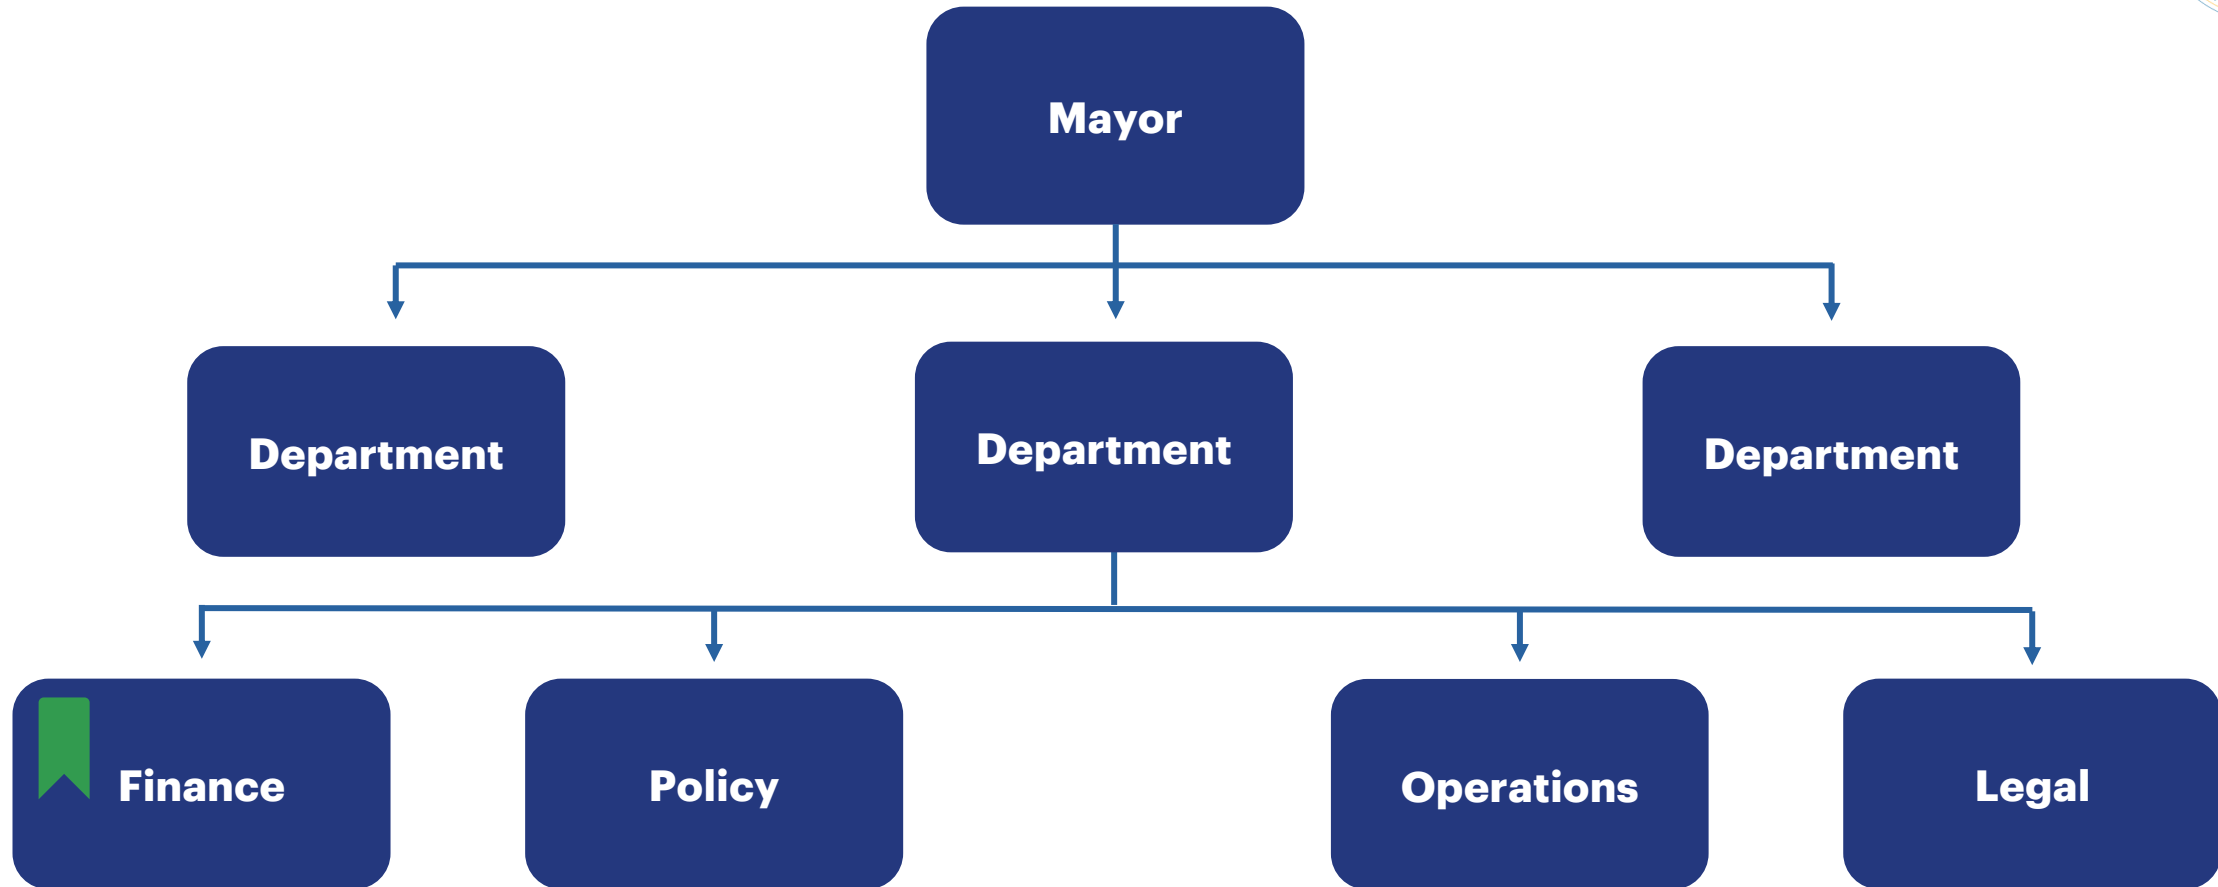 Mayor
Department
Department
Department
Finance
Policy
Operations
Legal